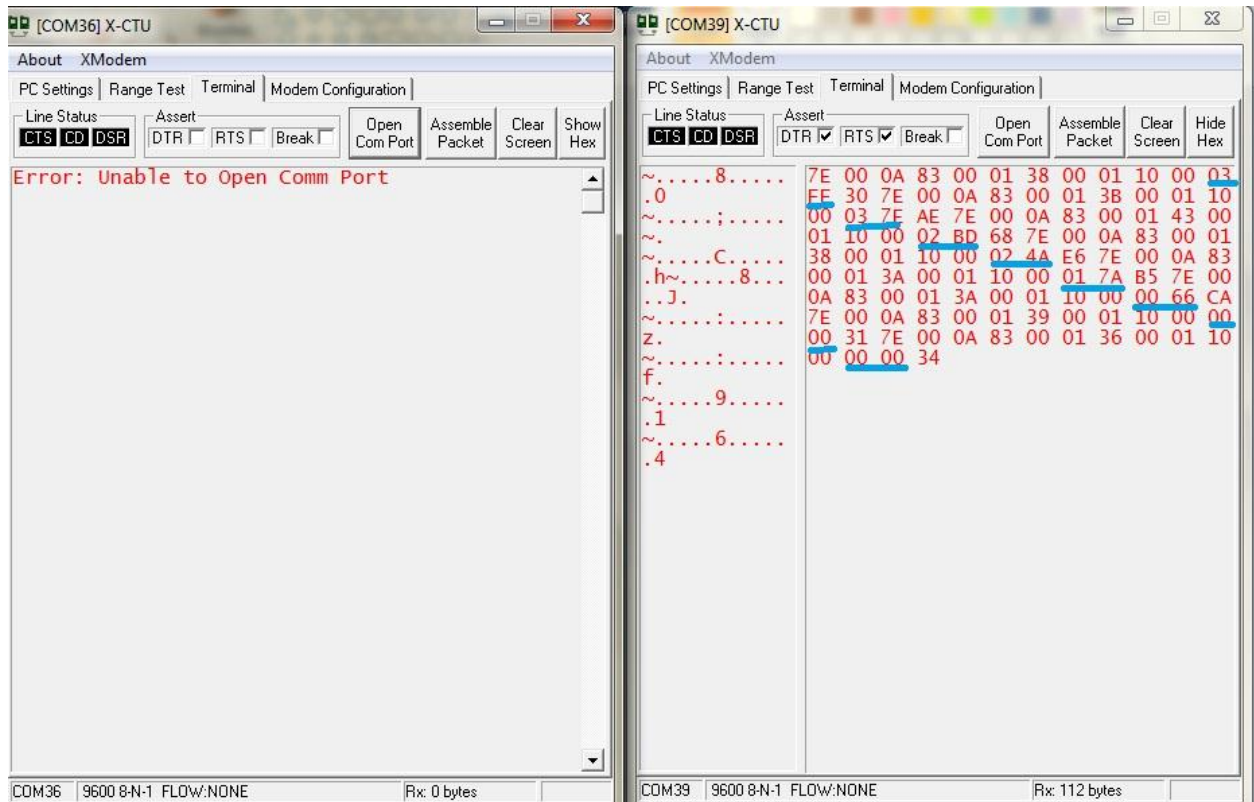 [COM36] X-CTU
About XModem
PC Settings Range Test Terminal Modem Configuration
Line Status
CTS CD DSR
Assert
DTR RTS Break
Open Com Port
Assemble Packet
Clear Screen
Show Hex
Error: Unable to Open Comm Port
COM36 9600 8-N-1 FLOW:NONE Rx: 0 bytes
[COM39] X-CTU
About XModem
PC Settings Range Test Terminal Modem Configuration
Line Status
CTS CD DSR
Assert
DTR RTS Break
Open Com Port
Assemble Packet
Clear Screen
Hide Hex
~.....8.....
.0
~.....;.....
~.
~.....C.....
.h~.....8...
..J.
~.....:.....
z.
~.....:.....
f.
~.....9.....
.1
~.....6.....
.4
7E 00 0A 83 00 01 38 00 01 10 00 03
FE 30 7E 00 0A 83 00 01 3B 00 01 10
00 03 7E AE 7E 00 0A 83 00 01 43 00
01 10 00 02 BD 68 7E 00 0A 83 00 01
38 00 01 10 00 02 4A E6 7E 00 0A 83
00 01 3A 00 01 10 00 01 7A B5 7E 00
0A 83 00 01 3A 00 01 10 00 00 66 CA
7E 00 0A 83 00 01 39 00 01 10 00 00
00 31 7E 00 0A 83 00 01 36 00 01 10
00 00 00 34
COM39 9600 8-N-1 FLOW:NONE Rx: 112 bytes